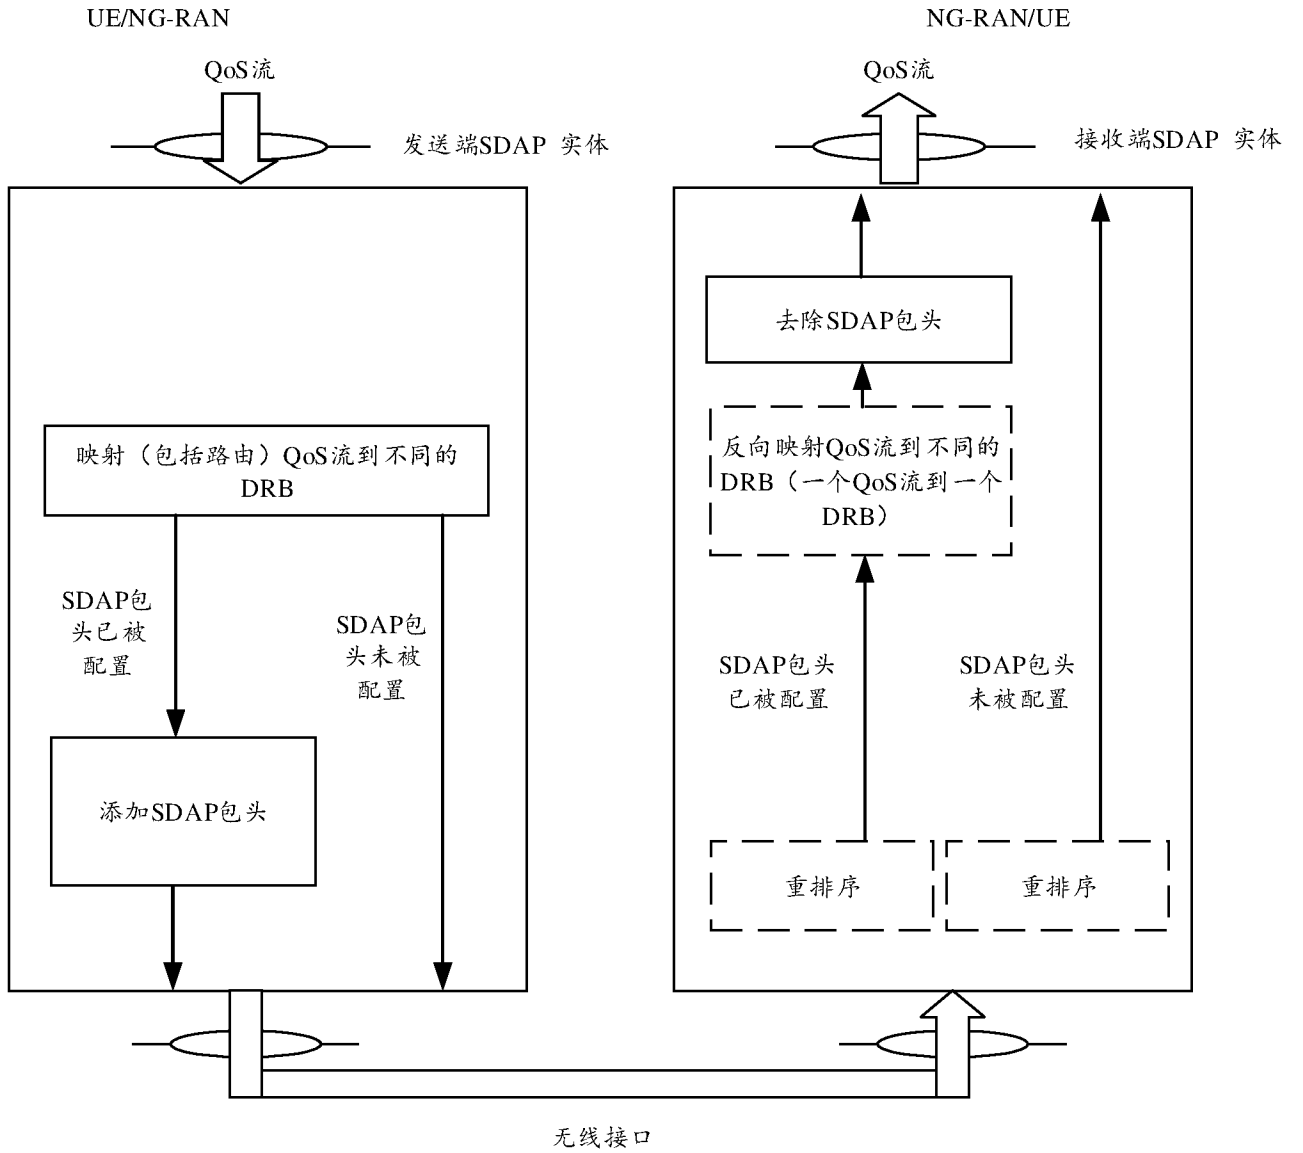 UE/NG-RAN
NG-RAN/UE
QoS流
QoS流
发送端SDAP 实体
接收端SDAP 实体
去除SDAP包头
映射（包括路由）QoS流到不同的
DRB
反向映射QoS流到不同的
DRB（一个QoS流到一个
DRB）
SDAP包
头已被
配置
SDAP包
头未被
配置
SDAP包头
已被配置
SDAP包头
未被配置
添加SDAP包头
重排序
重排序
无线接口